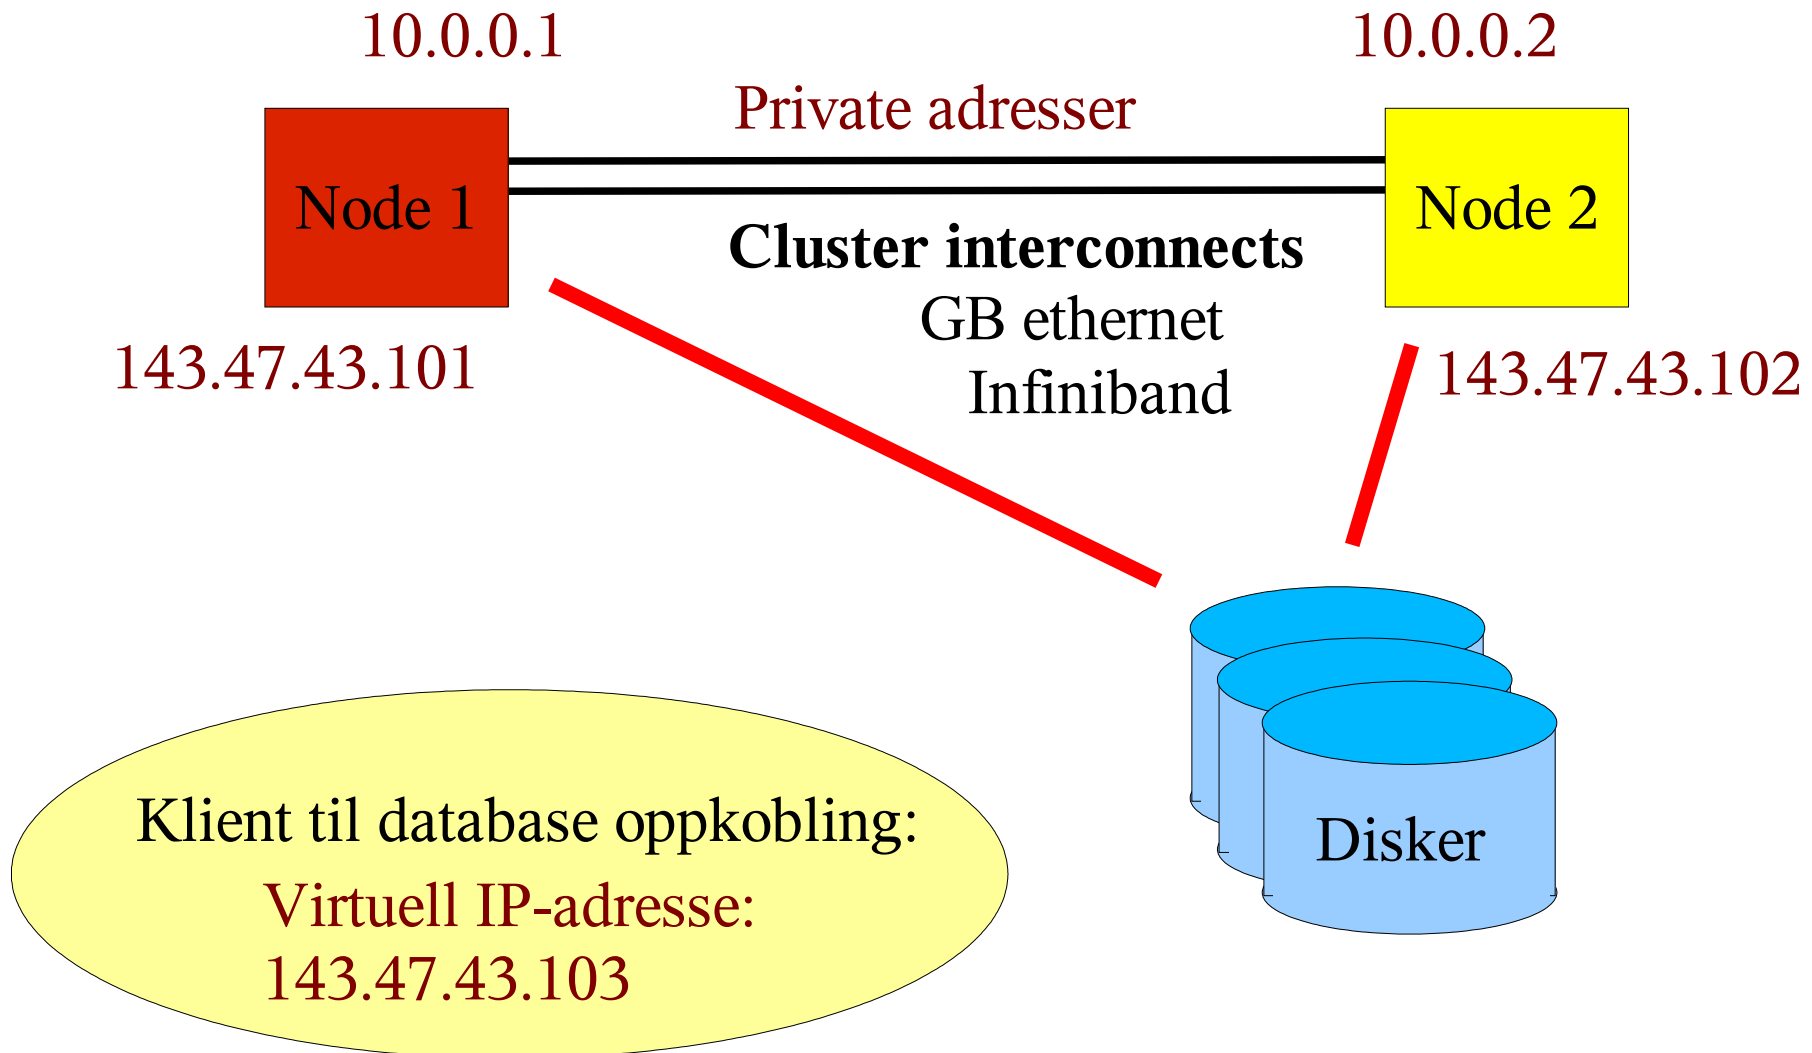 10.0.0.1
10.0.0.2
Private adresser
Node 1
Node 2
Cluster interconnects
GB ethernet
Infiniband
143.47.43.101
143.47.43.102
Disker
Klient til database oppkobling:
Virtuell IP-adresse:
143.47.43.103